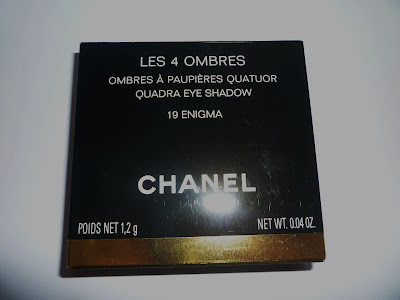 LES 4 OMBRES
OMBRES À PAUPIÈRES QUATUOR
QUADRA EYE SHADOW
19 ENIGMA
CHANEL
POIDS NET 1,2 g NET WT. 0.04 OZ.